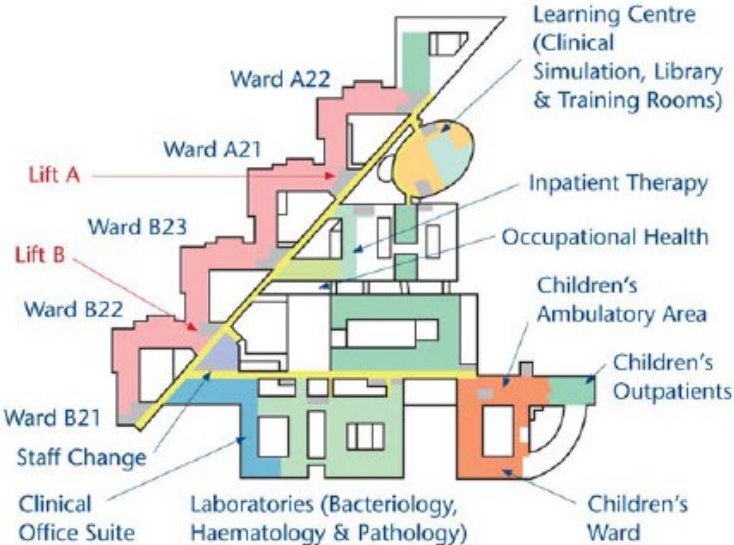 Learning Centre
(Clinical
Simulation, Library
& Training Rooms)
Ward A22
Ward A21
Lift A
Inpatient Therapy
Ward B23
Occupational Health
Lift B
Children's
Ambulatory Area
Ward B22
Children's
Outpatients
Ward B21
Staff Change
Clinical
Office Suite
Laboratories (Bacteriology,
Haematology & Pathology)
Children's
Ward